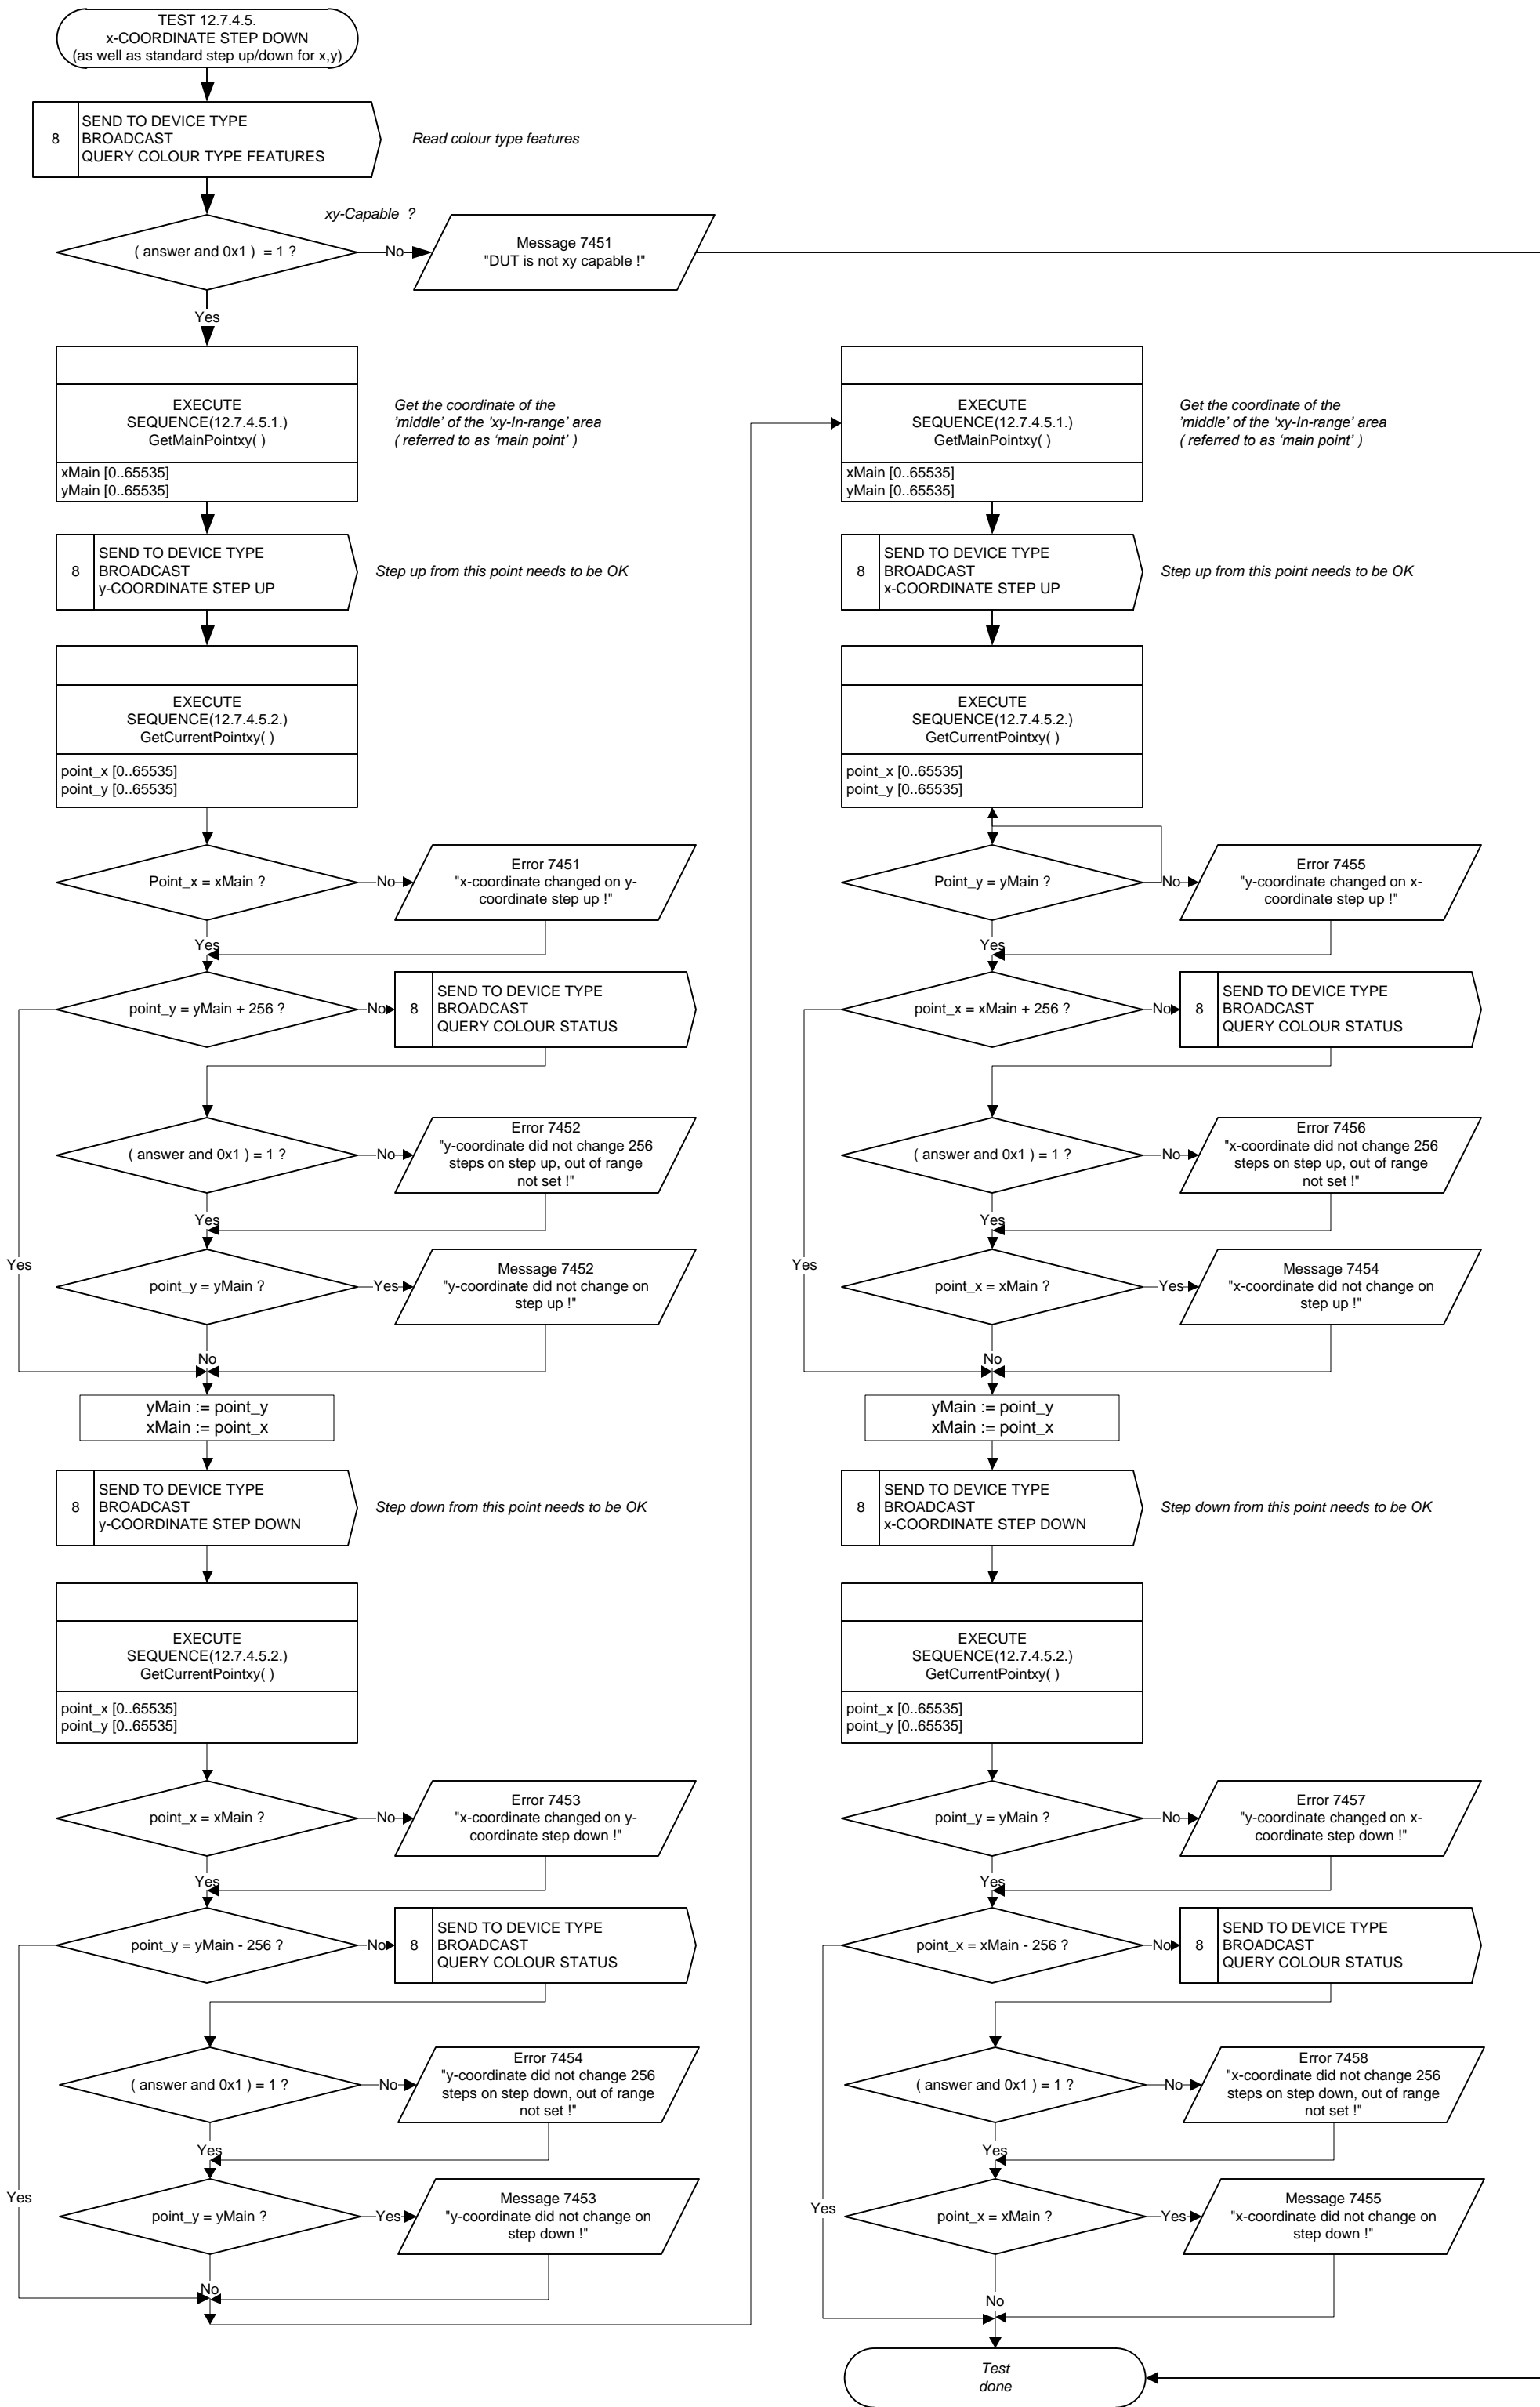 TEST 12.7.4.5.
x-COORDINATE STEP DOWN
(as well as standard step up/down for x,y)
8
SEND TO DEVICE TYPE
BROADCAST
QUERY COLOUR TYPE FEATURES
Read colour type features
xy-Capable ?
( answer and 0x1 ) = 1 ?
No
Message 7451
"DUT is not xy capable !"
Yes
EXECUTE
SEQUENCE(12.7.4.5.1.)
GetMainPointxy( )
xMain [0..65535]
yMain [0..65535]
Get the coordinate of the
'middle' of the 'xy-In-range' area
( referred to as ‘main point’ )
8
SEND TO DEVICE TYPE
BROADCAST
y-COORDINATE STEP UP
Step up from this point needs to be OK
EXECUTE
SEQUENCE(12.7.4.5.2.)
GetCurrentPointxy( )
point_x [0..65535]
point_y [0..65535]
Point_x = xMain ?
No
Error 7451
"x-coordinate changed on y-
coordinate step up !"
Yes
point_y = yMain + 256 ?
No
8
SEND TO DEVICE TYPE
BROADCAST
QUERY COLOUR STATUS
( answer and 0x1 ) = 1 ?
No
Error 7452
"y-coordinate did not change 256
steps on step up, out of range
not set !"
Yes
Yes
point_y = yMain ?
Yes
Message 7452
"y-coordinate did not change on
step up !"
No
yMain := point_y
xMain := point_x
8
SEND TO DEVICE TYPE
BROADCAST
y-COORDINATE STEP DOWN
Step down from this point needs to be OK
EXECUTE
SEQUENCE(12.7.4.5.2.)
GetCurrentPointxy( )
point_x [0..65535]
point_y [0..65535]
point_x = xMain ?
No
Error 7453
"x-coordinate changed on y-
coordinate step down !"
Yes
point_y = yMain - 256 ?
No
8
SEND TO DEVICE TYPE
BROADCAST
QUERY COLOUR STATUS
( answer and 0x1 ) = 1 ?
No
Error 7454
"y-coordinate did not change 256
steps on step down, out of range
not set !"
Yes
Yes
point_y = yMain ?
Yes
Message 7453
"y-coordinate did not change on
step down !"
No
EXECUTE
SEQUENCE(12.7.4.5.1.)
GetMainPointxy( )
xMain [0..65535]
yMain [0..65535]
Get the coordinate of the
'middle' of the 'xy-In-range' area
( referred to as ‘main point’ )
8
SEND TO DEVICE TYPE
BROADCAST
x-COORDINATE STEP UP
Step up from this point needs to be OK
EXECUTE
SEQUENCE(12.7.4.5.2.)
GetCurrentPointxy( )
point_x [0..65535]
point_y [0..65535]
Point_y = yMain ?
No
Error 7455
"y-coordinate changed on x-
coordinate step up !"
Yes
point_x = xMain + 256 ?
No
8
SEND TO DEVICE TYPE
BROADCAST
QUERY COLOUR STATUS
( answer and 0x1 ) = 1 ?
No
Error 7456
"x-coordinate did not change 256
steps on step up, out of range
not set !"
Yes
Yes
point_x = xMain ?
Yes
Message 7454
"x-coordinate did not change on
step up !"
No
yMain := point_y
xMain := point_x
8
SEND TO DEVICE TYPE
BROADCAST
x-COORDINATE STEP DOWN
Step down from this point needs to be OK
EXECUTE
SEQUENCE(12.7.4.5.2.)
GetCurrentPointxy( )
point_x [0..65535]
point_y [0..65535]
point_y = yMain ?
No
Error 7457
"y-coordinate changed on x-
coordinate step down !"
Yes
point_x = xMain - 256 ?
No
8
SEND TO DEVICE TYPE
BROADCAST
QUERY COLOUR STATUS
( answer and 0x1 ) = 1 ?
No
Error 7458
"x-coordinate did not change 256
steps on step down, out of range
not set !"
Yes
Yes
point_x = xMain ?
Yes
Message 7455
"x-coordinate did not change on
step down !"
No
Test
done